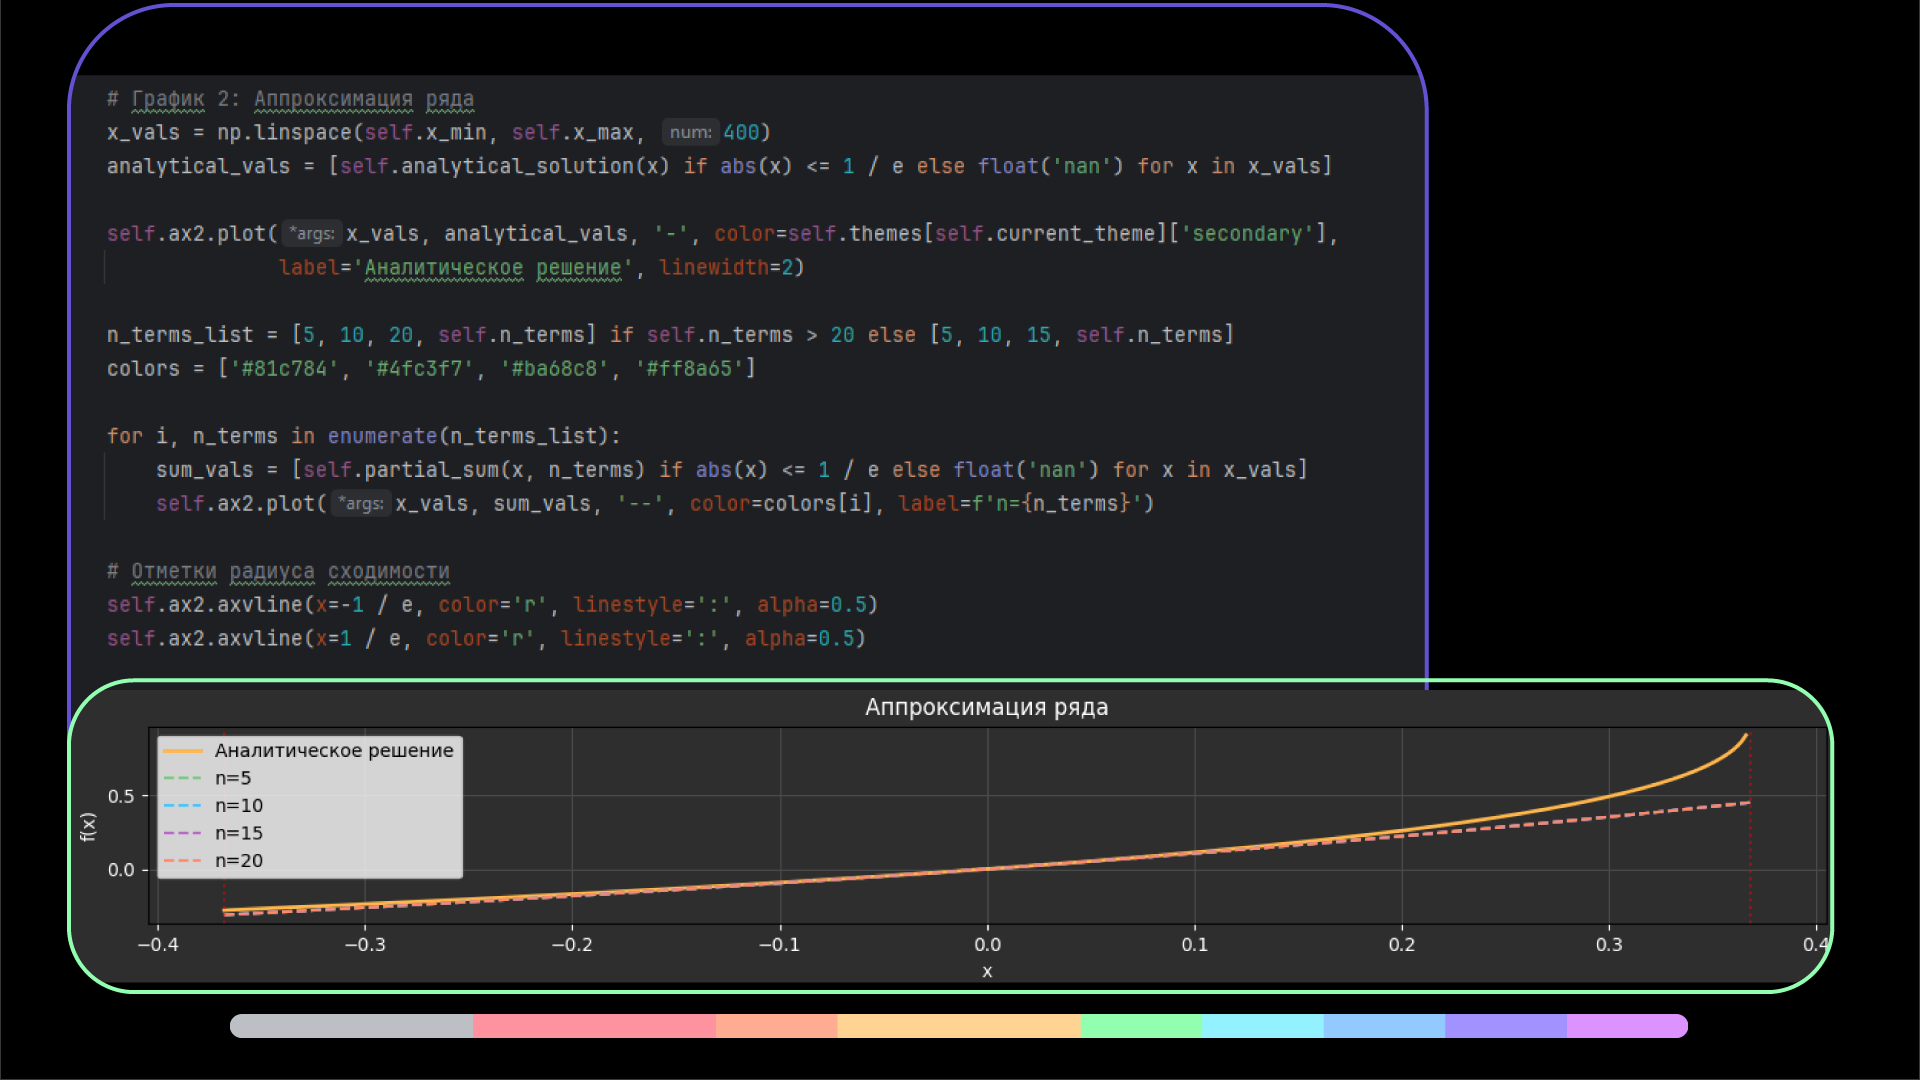 # График 2: Аппроксимация ряда
x_vals = np.linspace(self.x_min, self.x_max, num: 400)
analytical_vals = [self.analytical_solution(x) if abs(x) <= 1 / e else float('nan') for x in x_vals]
self.ax2.plot( *args: x_vals, analytical_vals, '-', color=self.themes[self.current_theme]['secondary'],
label='Аналитическое решение', linewidth=2)
n_terms_list = [5, 10, 20, self.n_terms] if self.n_terms > 20 else [5, 10, 15, self.n_terms]
colors = ['#81c784', '#4fc3f7', '#ba68c8', '#ff8a65']
for i, n_terms in enumerate(n_terms_list):
sum_vals = [self.partial_sum(x, n_terms) if abs(x) <= 1 / e else float('nan') for x in x_vals]
self.ax2.plot( *args: x_vals, sum_vals, '--', color=colors[i], label=f'n={n_terms}')
# Отметки радиуса сходимости
self.ax2.axvline(x=-1 / e, color='r', linestyle=':', alpha=0.5)
self.ax2.axvline(x=1 / e, color='r', linestyle=':', alpha=0.5)
Аппроксимация ряда
Аналитическое решение
n=5
n=10
n=15
n=20
0.5
0.0
f(x)
−0.4 −0.3 −0.2 −0.1 0.0 0.1 0.2 0.3 0.4
x